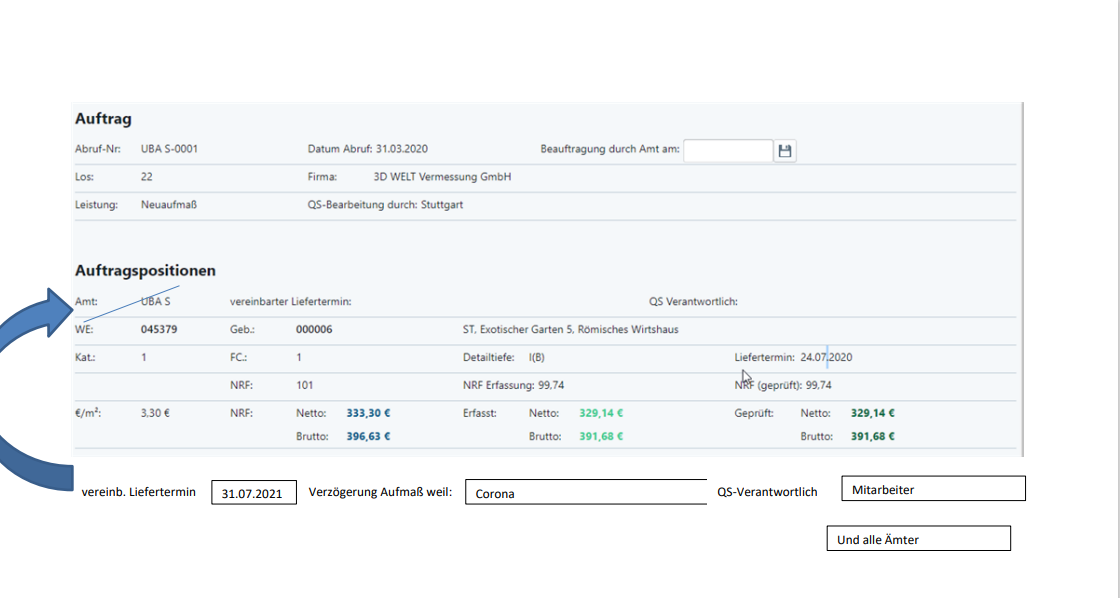 Auftrag
Abruf-Nr: UBA S-0001 Datum Abruf: 31.03.2020 Beauftragung durch Amt am:
Los: 22 Firma: 3D WELT Vermessung GmbH
Leistung: Neuaufmaß QS-Bearbeitung durch: Stuttgart
Auftragspositionen
Amt: UBA S vereinbarter Liefertermin: QS Verantwortlich:
WE: 045379 Geb.: 000006 ST, Exotischer Garten 5, Römisches Wirtshaus
Kat.: 1 FC.: 1 Detailtiefe: I(B) Liefertermin: 24.07.2020
NRF: 101 NRF Erfassung: 99,74 NRF (geprüft): 99,74
€/m²: 3,30 € NRF: Netto: 333,30 € Erfasst: Netto: 329,14 € Geprüft: Netto: 329,14 €
Brutto: 396,63 € Brutto: 391,68 € Brutto: 391,68 €
vereinb. Liefertermin 31.07.2021 Verzögerung Aufmaß weil: Corona QS-Verantwortlich Mitarbeiter
Und alle Ämter